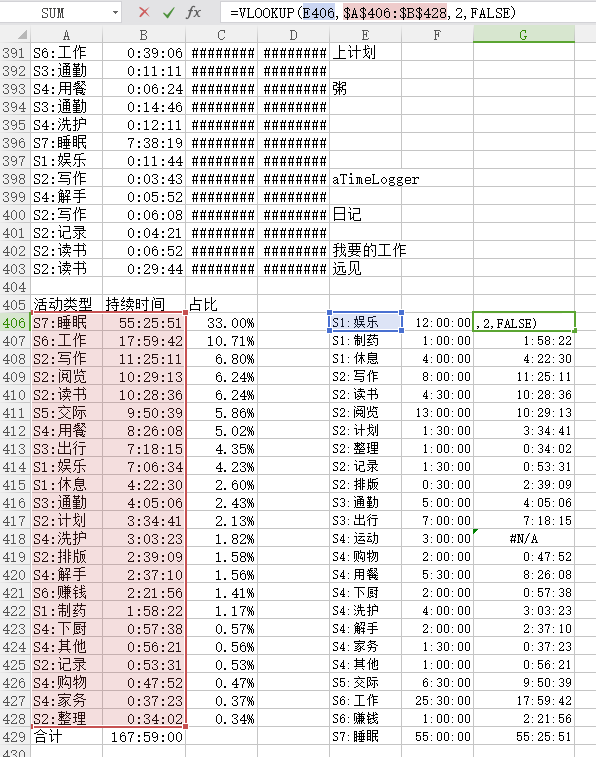 SUM =VLOOKUP(E406,$A$406:$B$428,2,FALSE)
A B C D E F G
391 S6:工作 0:39:06 ######## ######## 上计划
392 S3:通勤 0:11:11 ######## ########
393 S4:用餐 0:06:24 ######## ######## 粥
394 S3:通勤 0:14:46 ######## ########
395 S4:洗护 0:12:11 ######## ########
396 S7:睡眠 7:38:19 ######## ########
397 S1:娱乐 0:11:44 ######## ########
398 S2:写作 0:03:43 ######## ######## aTimeLogger
399 S4:解手 0:05:52 ######## ########
400 S2:写作 0:06:08 ######## ######## 日记
401 S2:记录 0:04:21 ######## ########
402 S2:读书 0:06:52 ######## ######## 我要的工作
403 S2:读书 0:29:44 ######## ######## 远见
404
405 活动类型 持续时间 占比
406 S7:睡眠 55:25:51 33.00% S1:娱乐 12:00:00 ,2,FALSE)
407 S6:工作 17:59:42 10.71% S1:制药 1:00:00 1:58:22
408 S2:写作 11:25:11 6.80% S1:休息 4:00:00 4:22:30
409 S2:阅览 10:29:13 6.24% S2:写作 8:00:00 11:25:11
410 S2:读书 10:28:36 6.24% S2:读书 4:30:00 10:28:36
411 S5:交际 9:50:39 5.86% S2:阅览 13:00:00 10:29:13
412 S4:用餐 8:26:08 5.02% S2:计划 1:30:00 3:34:41
413 S3:出行 7:18:15 4.35% S2:整理 1:00:00 0:34:02
414 S1:娱乐 7:06:34 4.23% S2:记录 1:30:00 0:53:31
415 S1:休息 4:22:30 2.60% S2:排版 0:30:00 2:39:09
416 S3:通勤 4:05:06 2.43% S3:通勤 5:00:00 4:05:06
417 S2:计划 3:34:41 2.13% S3:出行 7:00:00 7:18:15
418 S4:洗护 3:03:23 1.82% S4:运动 3:00:00 #N/A
419 S2:排版 2:39:09 1.58% S4:购物 2:00:00 0:47:52
420 S4:解手 2:37:10 1.56% S4:用餐 5:30:00 8:26:08
421 S6:赚钱 2:21:56 1.41% S4:下厨 2:00:00 0:57:38
422 S1:制药 1:58:22 1.17% S4:洗护 4:00:00 3:03:23
423 S4:下厨 0:57:38 0.57% S4:解手 2:00:00 2:37:10
424 S4:其他 0:56:21 0.56% S4:家务 1:30:00 0:37:23
425 S2:记录 0:53:31 0.53% S4:其他 1:00:00 0:56:21
426 S4:购物 0:47:52 0.47% S5:交际 6:30:00 9:50:39
427 S4:家务 0:37:23 0.37% S6:工作 25:30:00 17:59:42
428 S2:整理 0:34:02 0.34% S6:赚钱 1:00:00 2:21:56
429 合计 167:59:00 S7:睡眠 55:00:00 55:25:51
430